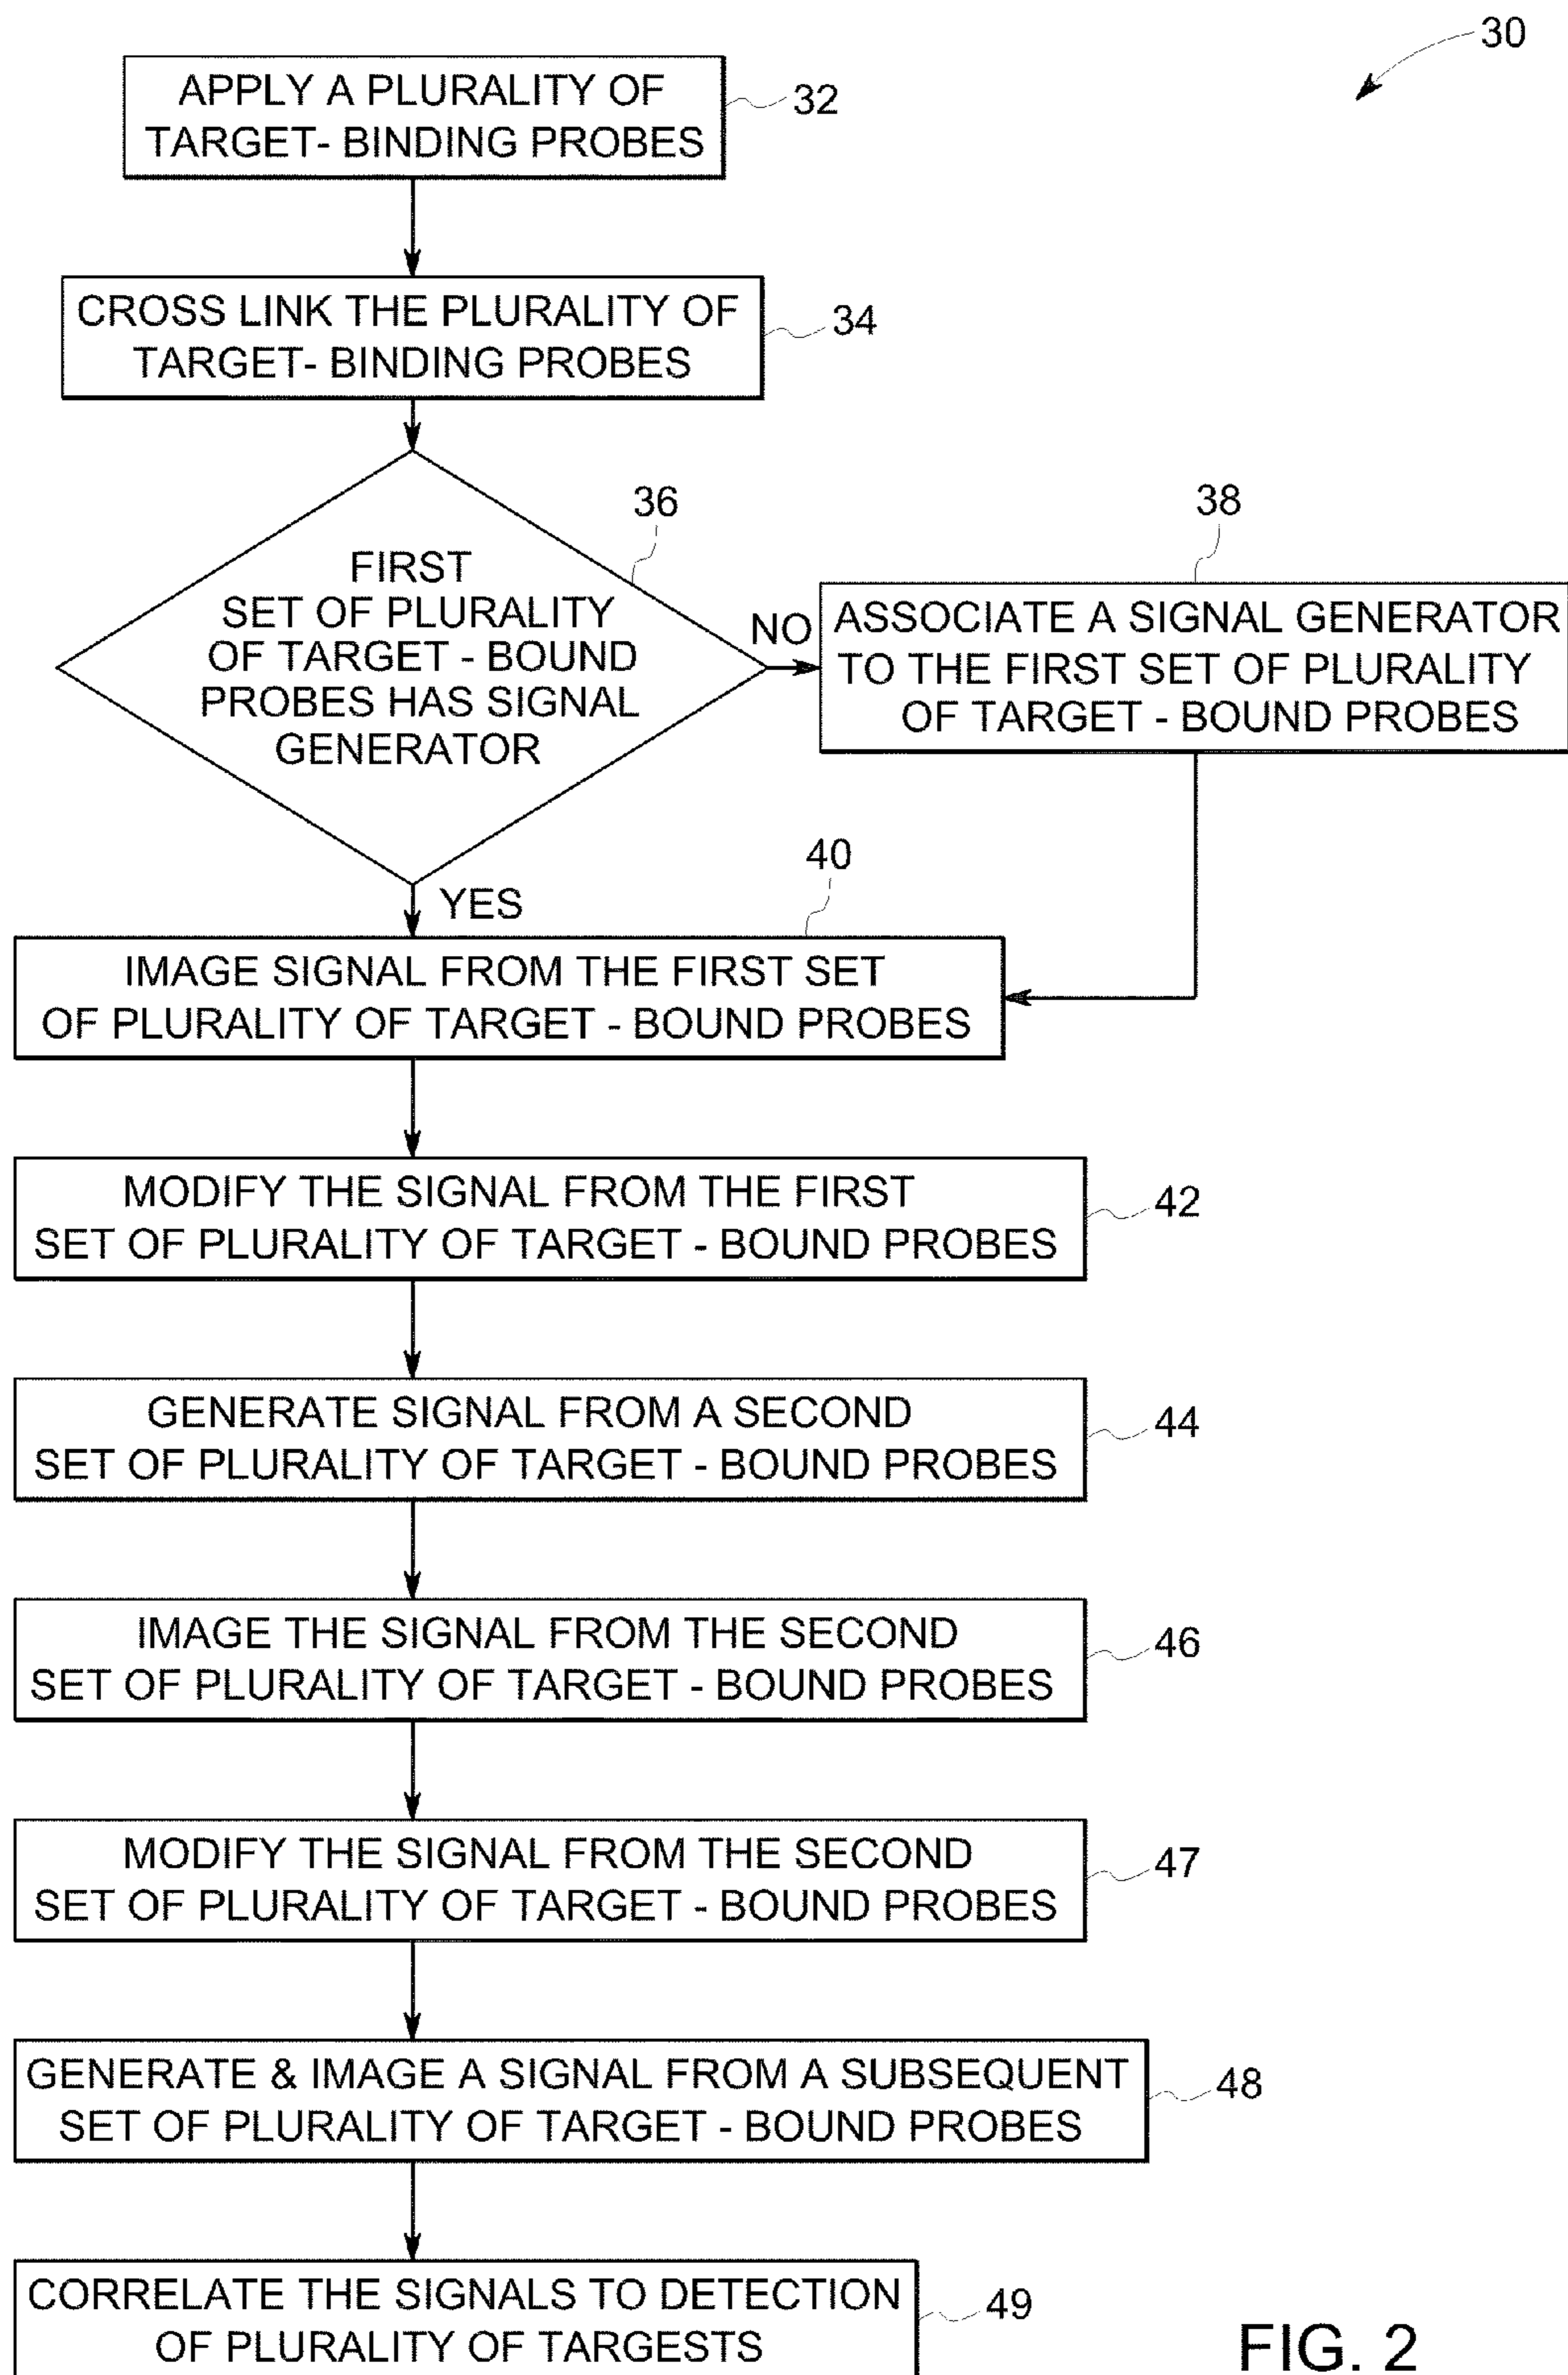 30
APPLY A PLURALITY OF
TARGET- BINDING PROBES
32
CROSS LINK THE PLURALITY OF
TARGET- BINDING PROBES
34
FIRST
SET OF PLURALITY
OF TARGET - BOUND
PROBES HAS SIGNAL
GENERATOR
36
NO
38
ASSOCIATE A SIGNAL GENERATOR
TO THE FIRST SET OF PLURALITY
OF TARGET - BOUND PROBES
YES
40
IMAGE SIGNAL FROM THE FIRST SET
OF PLURALITY OF TARGET - BOUND PROBES
MODIFY THE SIGNAL FROM THE FIRST
SET OF PLURALITY OF TARGET - BOUND PROBES
42
GENERATE SIGNAL FROM A SECOND
SET OF PLURALITY OF TARGET - BOUND PROBES
44
IMAGE THE SIGNAL FROM THE SECOND
SET OF PLURALITY OF TARGET - BOUND PROBES
46
MODIFY THE SIGNAL FROM THE SECOND
SET OF PLURALITY OF TARGET - BOUND PROBES
47
GENERATE & IMAGE A SIGNAL FROM A SUBSEQUENT
SET OF PLURALITY OF TARGET - BOUND PROBES
48
CORRELATE THE SIGNALS TO DETECTION
OF PLURALITY OF TARGESTS
49
FIG. 2